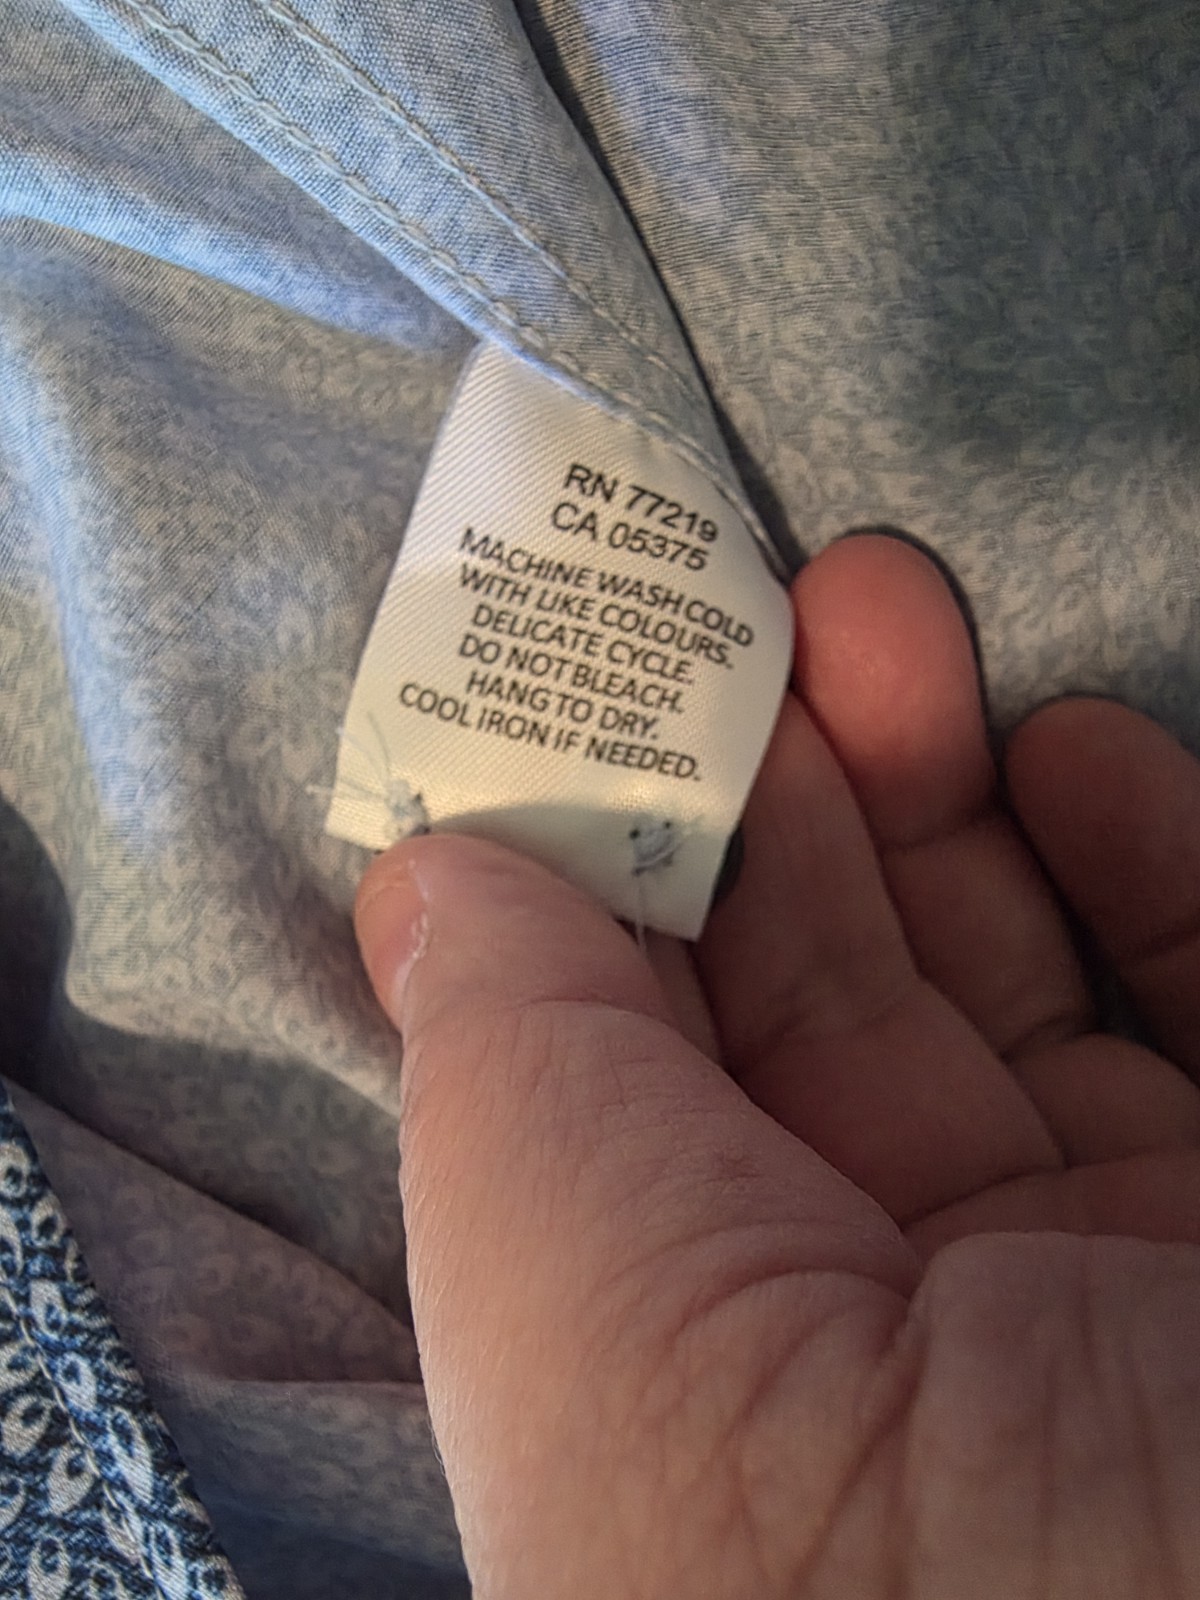 RN 77219
CA 05375
MACHINE WASH COLD
WITH LIKE COLOURS.
DELICATE CYCLE.
DO NOT BLEACH.
HANG TO DRY.
COOL IRON IF NEEDED.